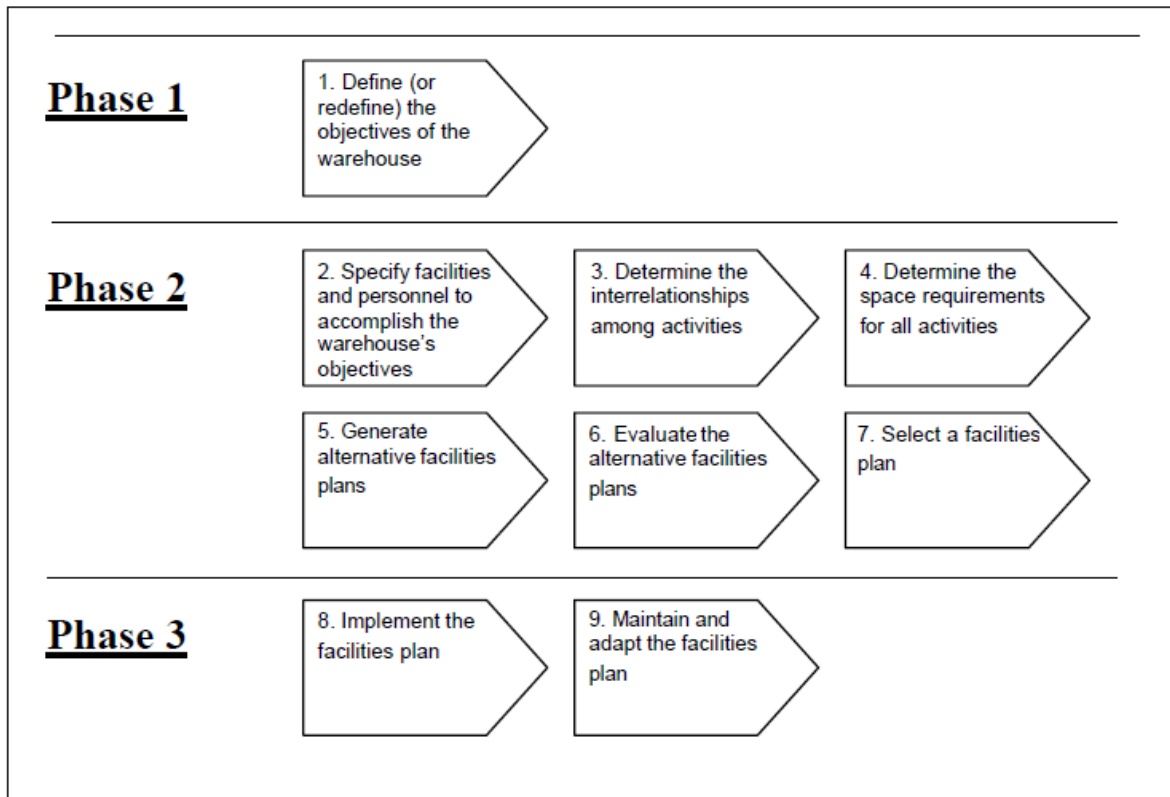 Phase 1
1. Define (or
redefine) the
objectives of the
warehouse
Phase 2
2. Specify facilities
and personnel to
accomplish the
warehouse's
objectives
3. Determine the
interrelationships
among activities
4. Determine the
space requirements
for all activities
5. Generate
alternative facilities
plans
6. Evaluate the
alternative facilities
plans
7. Select a facilities
plan
Phase 3
8. Implement the
facilities plan
9. Maintain and
adapt the facilities
plan